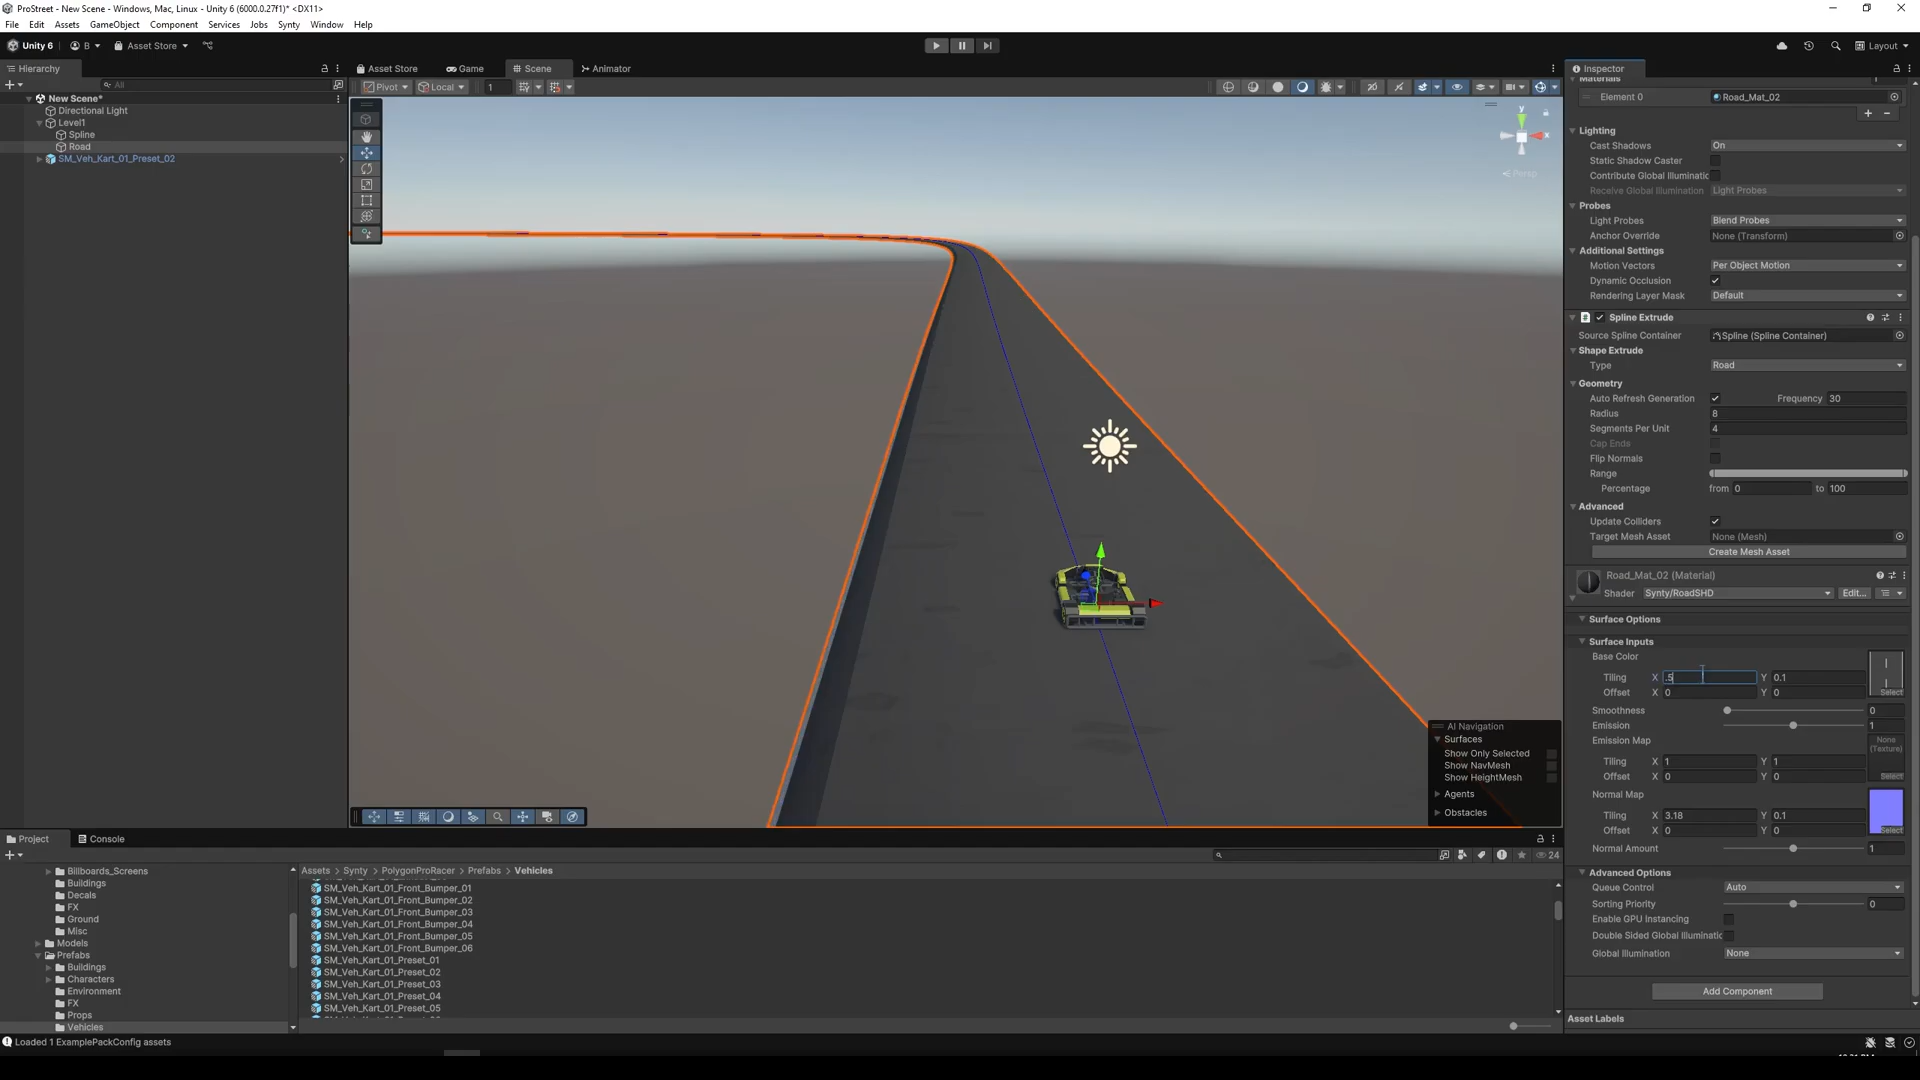 ProStreet - New Scene - Windows, Mac, Linux - Unity 6 (6000.0.27f1)* <DX11>
File Edit Assets GameObject Component Services Jobs Synty Window Help
Unity 6 B Asset Store Layout
Hierarchy
All
New Scene*
Directional Light
Level1
Spline
Road
SM_Veh_Kart_01_Preset_02
Asset Store Game Scene Animator
Pivot Local 1
y
x
Persp
AI Navigation
Surfaces
Show Only Selected
Show NavMesh
Show HeightMesh
Agents
Obstacles
Inspector
Materials
Element 0 Road_Mat_02
Lighting
Cast Shadows On
Static Shadow Caster
Contribute Global Illuminatic
Receive Global Illumination Light Probes
Probes
Light Probes Blend Probes
Anchor Override None (Transform)
Additional Settings
Motion Vectors Per Object Motion
Dynamic Occlusion
Rendering Layer Mask Default
Spline Extrude
Source Spline Container Spline (Spline Container)
Shape Extrude
Type Road
Geometry
Auto Refresh Generation Frequency 30
Radius 8
Segments Per Unit 4
Cap Ends
Flip Normals
Range
Percentage from 0 to 100
Advanced
Update Colliders
Target Mesh Asset None (Mesh)
Create Mesh Asset
Road_Mat_02 (Material)
Shader Synty/RoadSHD Edit...
Surface Options
Surface Inputs
Base Color
Tiling X .5 Y 0.1
Offset X 0 Y 0 Select
Smoothness 0
Emission 1
Emission Map None (Texture)
Tiling X 1 Y 1
Offset X 0 Y 0 Select
Normal Map
Tiling X 3.18 Y 0.1
Offset X 0 Y 0 Select
Normal Amount 1
Advanced Options
Queue Control Auto
Sorting Priority 0
Enable GPU Instancing
Double Sided Global Illuminatic
Global Illumination None
Add Component
Asset Labels
Project Console
24
Billboards_Screens
Buildings
Decals
FX
Ground
Misc
Models
Prefabs
Buildings
Characters
Environment
FX
Props
Vehicles
Assets Synty PolygonProRacer Prefabs Vehicles
SM_Veh_Kart_01_Front_Bumper_01
SM_Veh_Kart_01_Front_Bumper_02
SM_Veh_Kart_01_Front_Bumper_03
SM_Veh_Kart_01_Front_Bumper_04
SM_Veh_Kart_01_Front_Bumper_05
SM_Veh_Kart_01_Front_Bumper_06
SM_Veh_Kart_01_Preset_01
SM_Veh_Kart_01_Preset_02
SM_Veh_Kart_01_Preset_03
SM_Veh_Kart_01_Preset_04
SM_Veh_Kart_01_Preset_05
Loaded 1 ExamplePackConfig assets